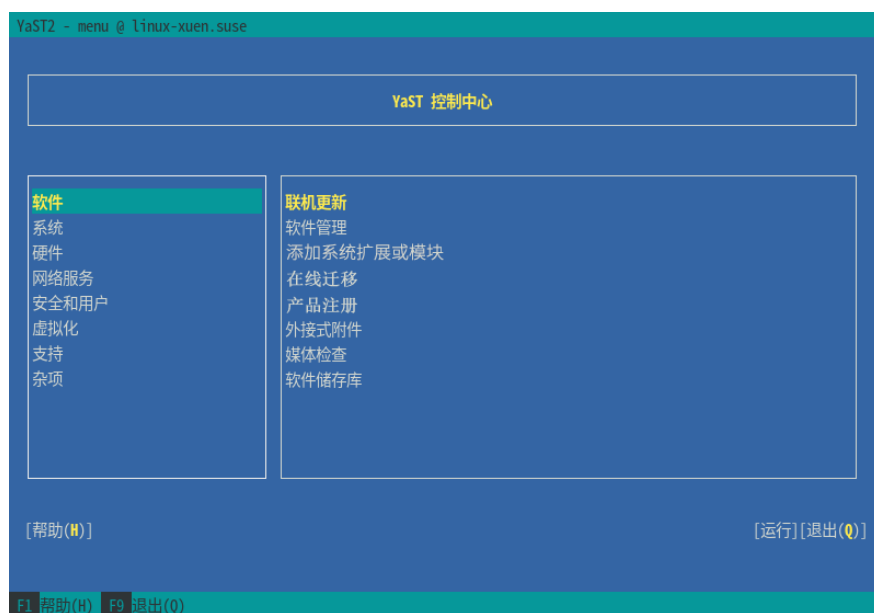 YaST2 - menu @ linux-xuen.suse
YaST 控制中心
软件
系统
硬件
网络服务
安全和用户
虚拟化
支持
杂项
联机更新
软件管理
添加系统扩展或模块
在线迁移
产品注册
外接式附件
媒体检查
软件储存库
[帮助(H)]
[运行][退出(Q)]
F1 帮助(H) F9 退出(Q)